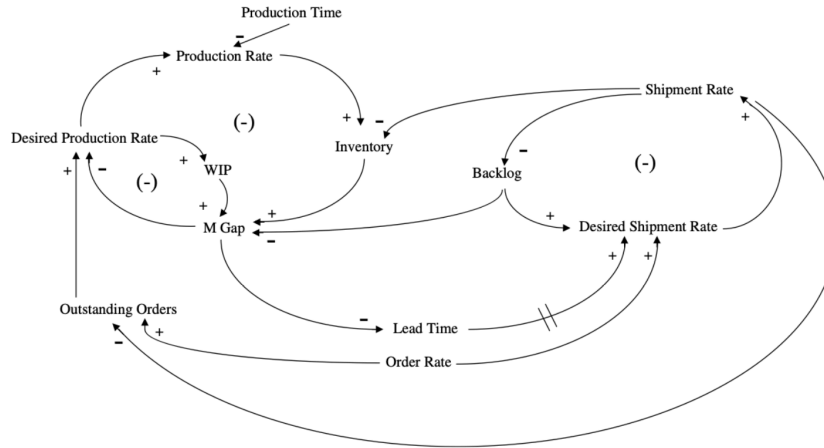 Production Time
-
Production Rate
+
+
-
Shipment Rate
+
(-)
Desired Production Rate
+
-
+
WIP
(-)
Inventory
-
Backlog
(-)
+
M Gap
+
-
+
Desired Shipment Rate
+
+
Outstanding Orders
-
+
-
Lead Time
Order Rate